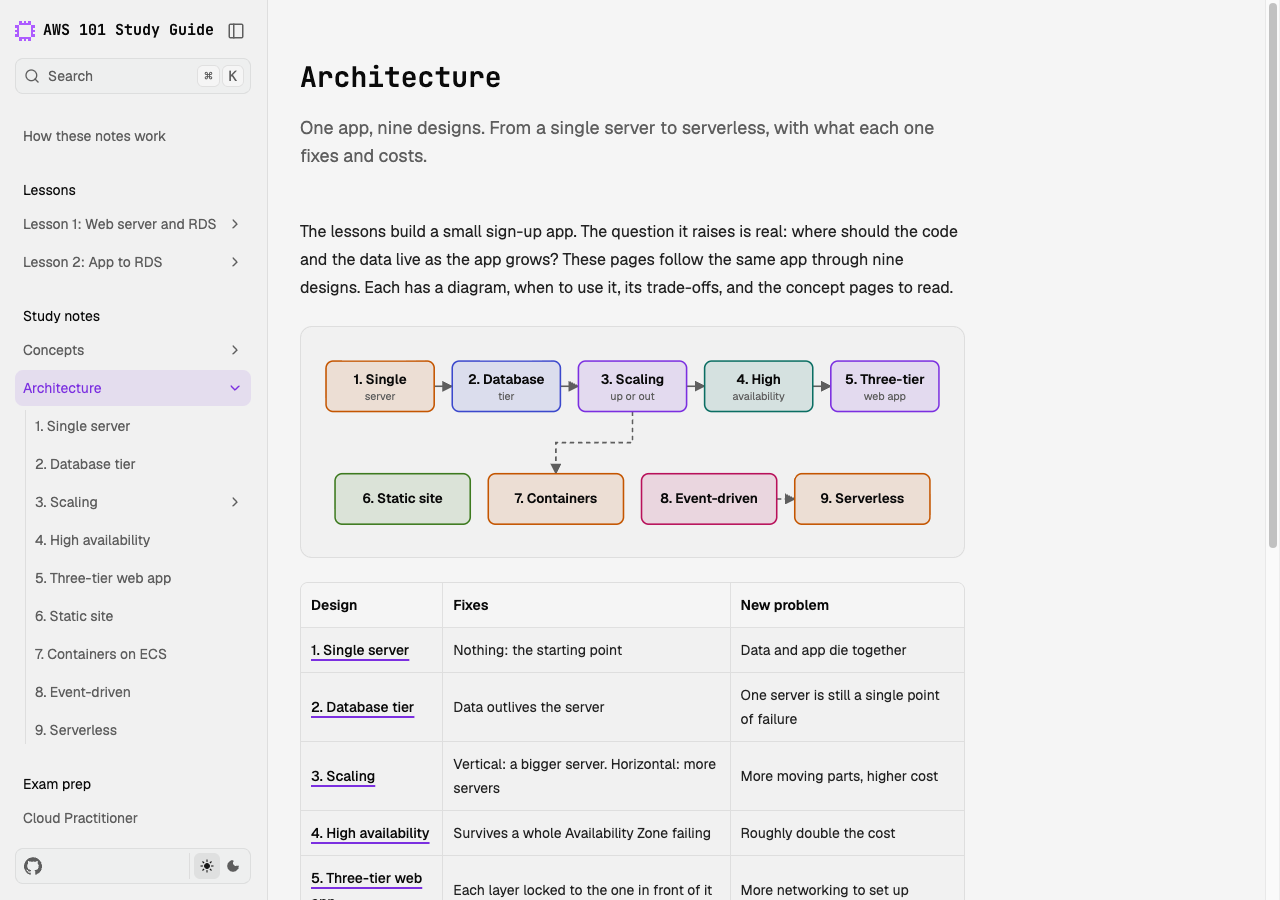 AWS 101 Study Guide
Search ⌘ K
How these notes work
Lessons
Lesson 1: Web server and RDS
Lesson 2: App to RDS
Study notes
Concepts
Architecture
1. Single server
2. Database tier
3. Scaling
4. High availability
5. Three-tier web app
6. Static site
7. Containers on ECS
8. Event-driven
9. Serverless
Exam prep
Cloud Practitioner
Architecture
One app, nine designs. From a single server to serverless, with what each one
fixes and costs.
The lessons build a small sign-up app. The question it raises is real: where should the code
and the data live as the app grows? These pages follow the same app through nine
designs. Each has a diagram, when to use it, its trade-offs, and the concept pages to read.
1. Single
server
2. Database
tier
3. Scaling
up or out
4. High
availability
5. Three-tier
web app
6. Static site
7. Containers
8. Event-driven
9. Serverless
Design Fixes New problem
1. Single server Nothing: the starting point Data and app die together
2. Database tier Data outlives the server One server is still a single point
of failure
3. Scaling Vertical: a bigger server. Horizontal: more
servers More moving parts, higher cost
4. High availability Survives a whole Availability Zone failing Roughly double the cost
5. Three-tier web
Each layer locked to the one in front of it More networking to set up